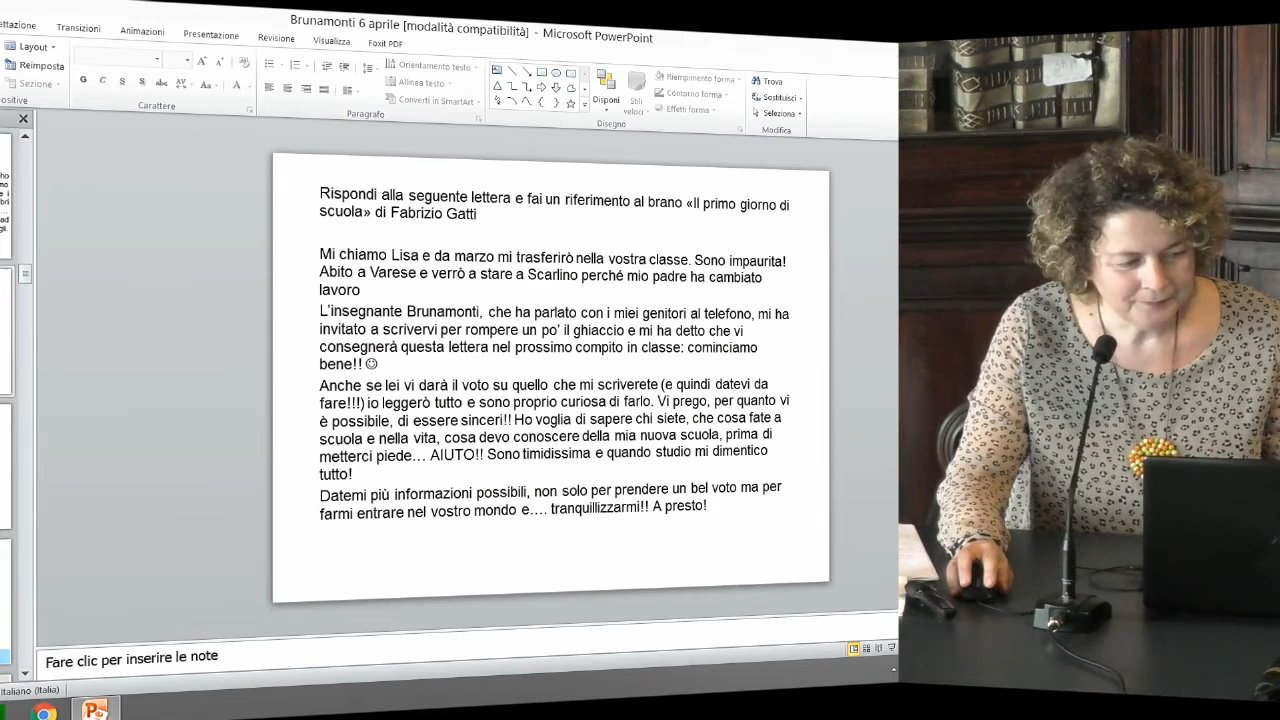 Brunamonti 6 aprile [modalità compatibilità] - Microsoft PowerPoint
Transizioni Animazioni Presentazione Revisione Visualizza Foxit PDF
Layout
Reimposta
Sezione
Carattere
Orientamento testo
Allinea testo
Converti in SmartArt
Paragrafo
Disponi
Stili veloci
Riempimento forma
Contorno forma
Effetti forma
Disegno
Trova
Sostituisci
Seleziona
Modifica
Rispondi alla seguente lettera e fai un riferimento al brano «Il primo giorno di
scuola» di Fabrizio Gatti
Mi chiamo Lisa e da marzo mi trasferirò nella vostra classe. Sono impaurita!
Abito a Varese e verrò a stare a Scarlino perché mio padre ha cambiato
lavoro
L'insegnante Brunamonti, che ha parlato con i miei genitori al telefono, mi ha
invitato a scrivervi per rompere un po' il ghiaccio e mi ha detto che vi
consegnerà questa lettera nel prossimo compito in classe: cominciamo
bene!! ☺
Anche se lei vi darà il voto su quello che mi scriverete (e quindi datevi da
fare!!!) io leggerò tutto e sono proprio curiosa di farlo. Vi prego, per quanto vi
è possibile, di essere sinceri!! Ho voglia di sapere chi siete, che cosa fate a
scuola e nella vita, cosa devo conoscere della mia nuova scuola, prima di
metterci piede… AIUTO!! Sono timidissima e quando studio mi dimentico
tutto!
Datemi più informazioni possibili, non solo per prendere un bel voto ma per
farmi entrare nel vostro mondo e…. tranquillizzarmi!! A presto!
Fare clic per inserire le note
Italiano (Italia)